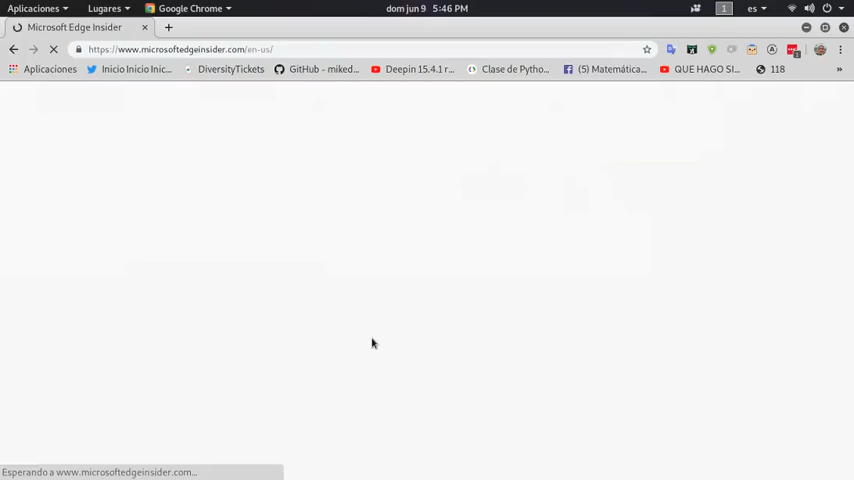 Aplicaciones Lugares Google Chrome dom jun 9 5:46 PM 1 es
Microsoft Edge Insider
https://www.microsoftedgeinsider.com/en-us/
Aplicaciones Inicio Inicio Inic... DiversityTickets GitHub - miked... Deepin 15.4.1 r... Clase de Pytho... (5) Matemática... QUE HAGO SI... 118 »
Esperando a www.microsoftedgeinsider.com...